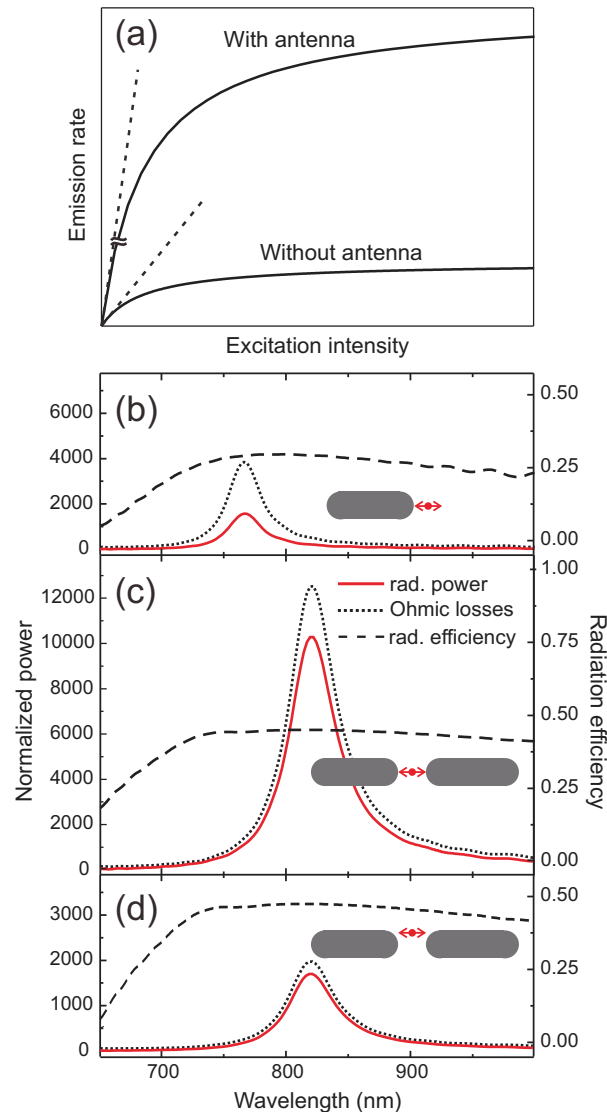 (a)
With antenna
Without antenna
Emission rate
Excitation intensity
(b)
6000
4000
2000
0
0.50
0.25
0.00
(c)
rad. power
Ohmic losses
rad. efficiency
12000
10000
8000
6000
4000
2000
0
1.00
0.75
0.50
0.25
0.00
Normalized power
Radiation efficiency
(d)
3000
2000
1000
0
0.50
0.25
0.00
700
800
900
Wavelength (nm)